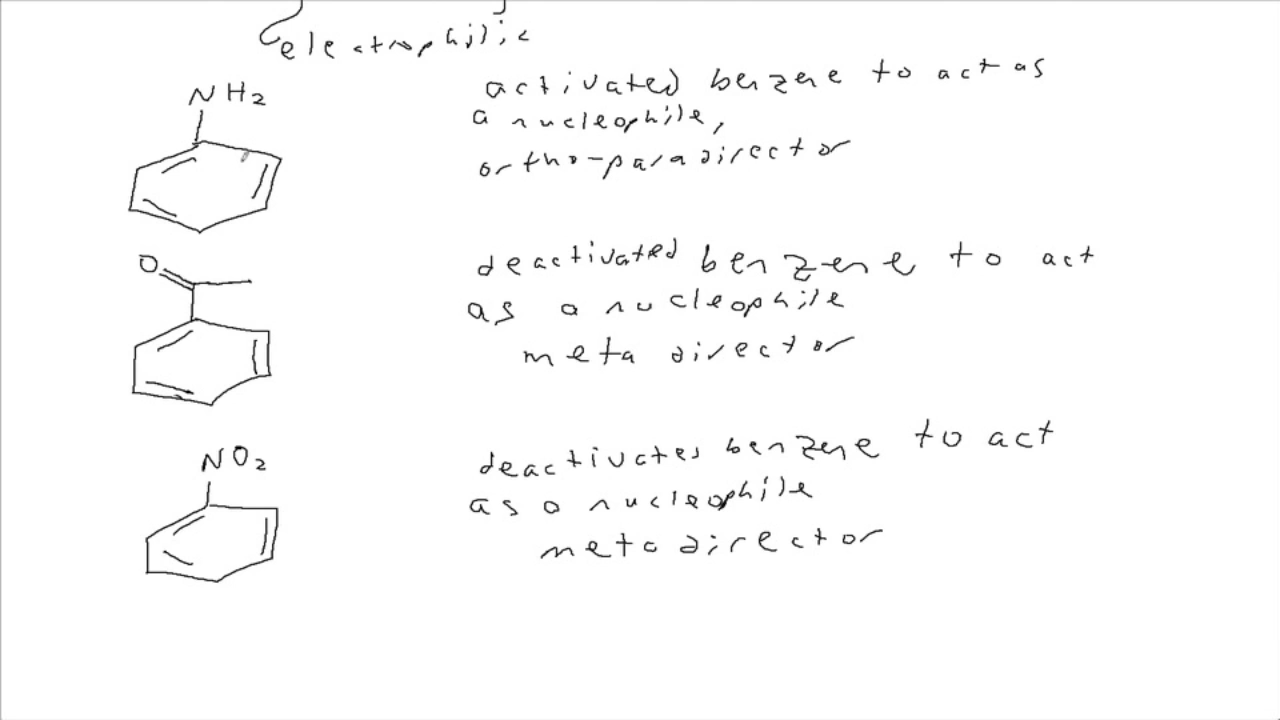 electrophilic
NH2
activated benzene to act as
a nucleophile,
ortho-para director
O
deactivated benzene to act
as a nucleophile
meta director
NO2
deactivates benzene to act
as a nucleophile
meta director